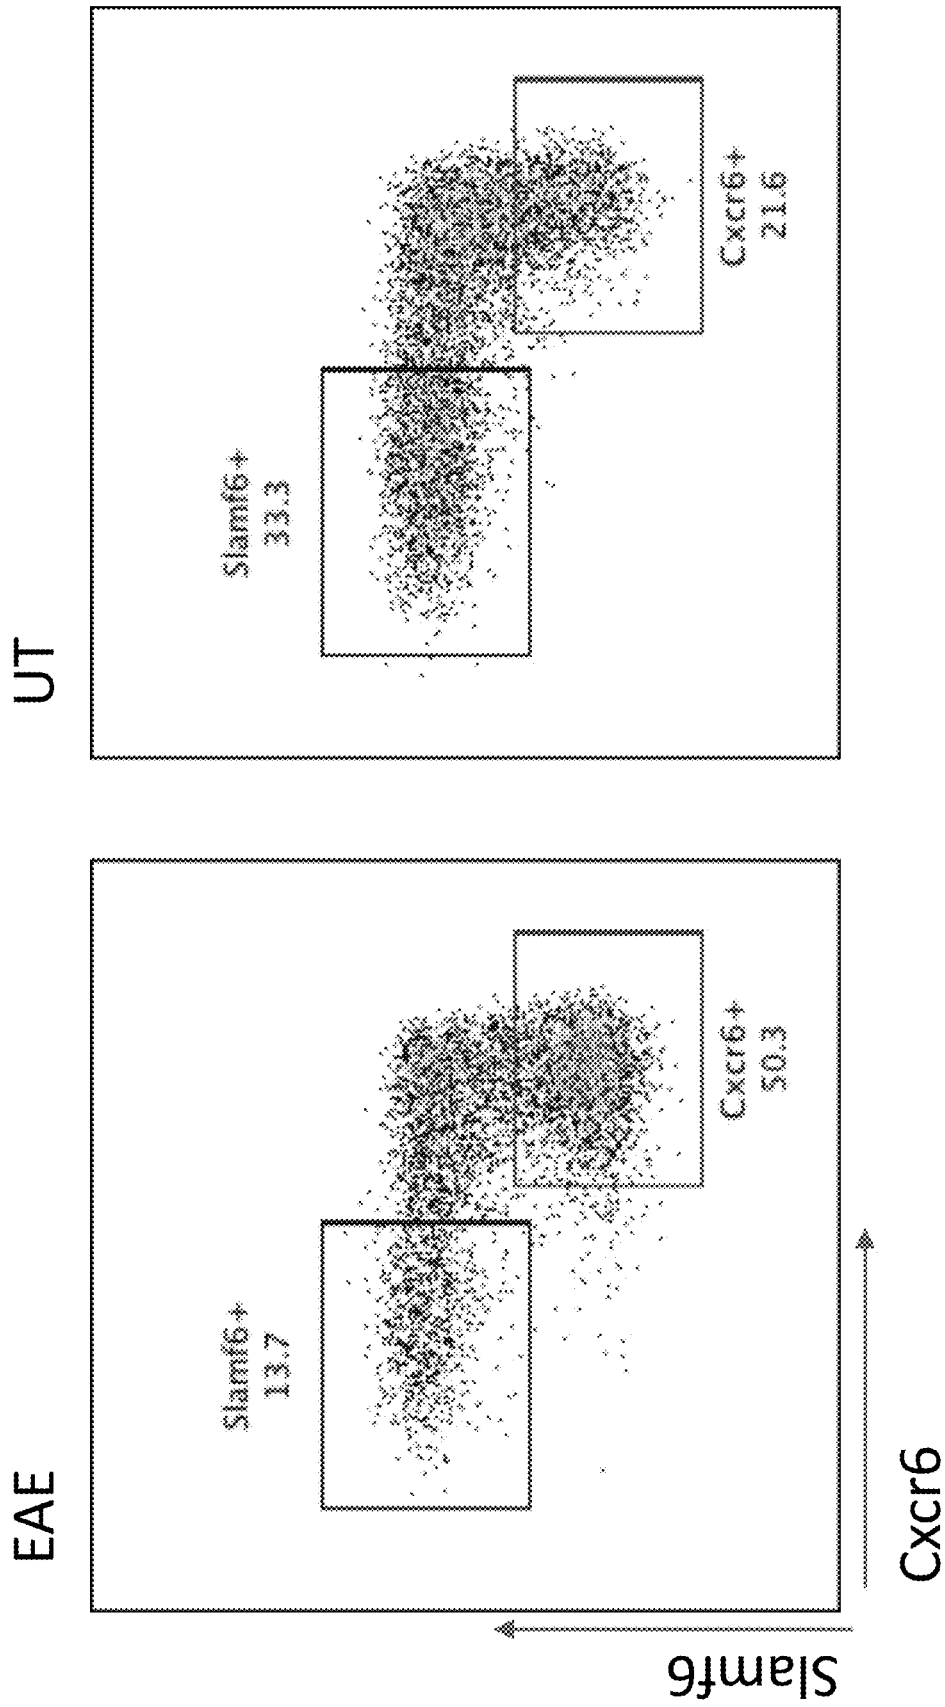 EAE
UT
Slamf6+
13.7
Slamf6+
33.3
Cxcr6+
50.3
Cxcr6+
21.6
Slamf6
Cxcr6